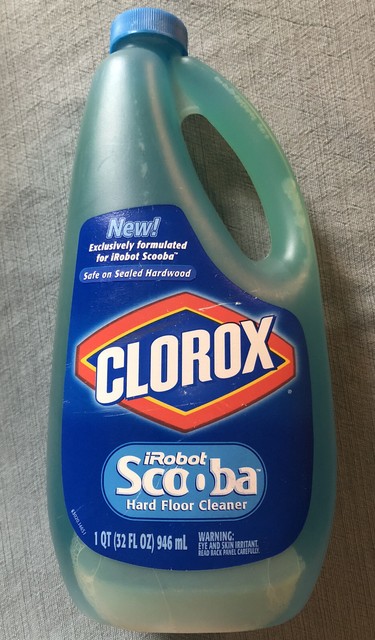 New!
Exclusively formulated
for iRobot Scooba™
Safe on Sealed Hardwood
CLOROX®
iRobot
Scooba™
Hard Floor Cleaner
1 QT (32 FL OZ) 946 mL
WARNING:
EYE AND SKIN IRRITANT.
READ BACK PANEL CAREFULLY.